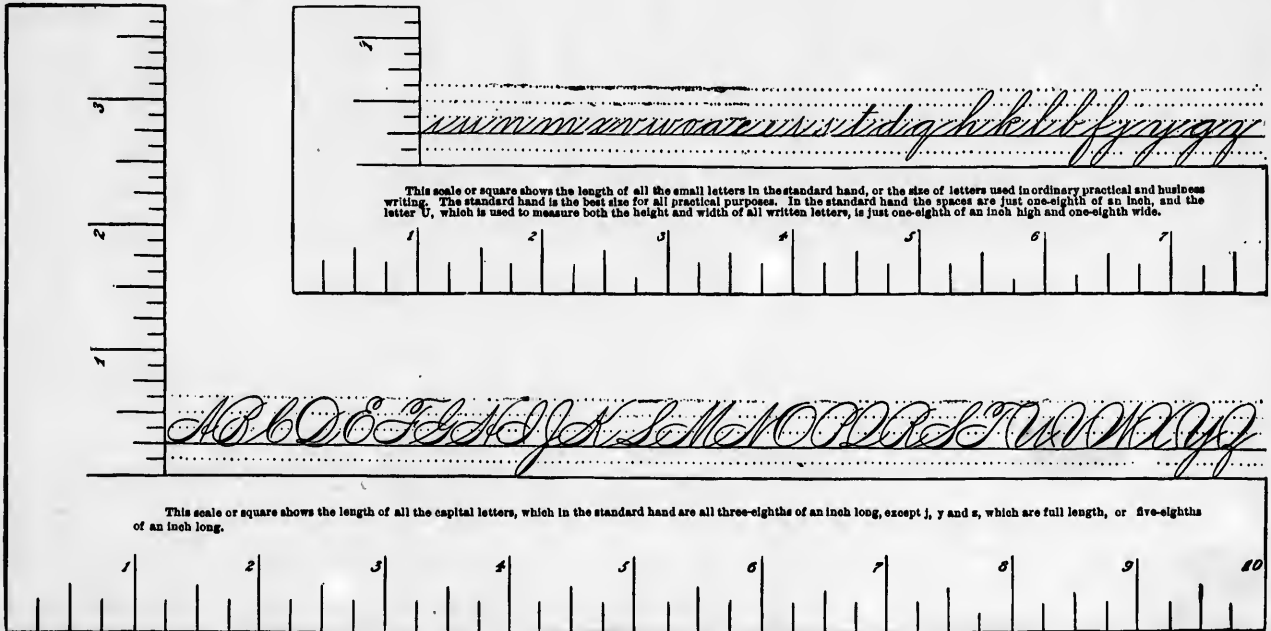 1
i u n m x v w o a c e r s t d q h k l b f j y g z
This scale or square shows the length of all the small letters in the standard hand, or the size of letters used in ordinary practical and business
writing. The standard hand is the best size for all practical purposes. In the standard hand the spaces are just one-eighth of an inch, and the
letter U, which is used to measure both the height and width of all written letters, is just one-eighth of an inch high and one-eighth wide.
1 2 3 4 5 6 7
3
2
1
A B C D E F G H I J K L M N O P Q R S T U V W X Y Z
This scale or square shows the length of all the capital letters, which in the standard hand are all three-eighths of an inch long, except j, y and z, which are full length, or five-eighths
of an inch long.
1 2 3 4 5 6 7 8 9 10